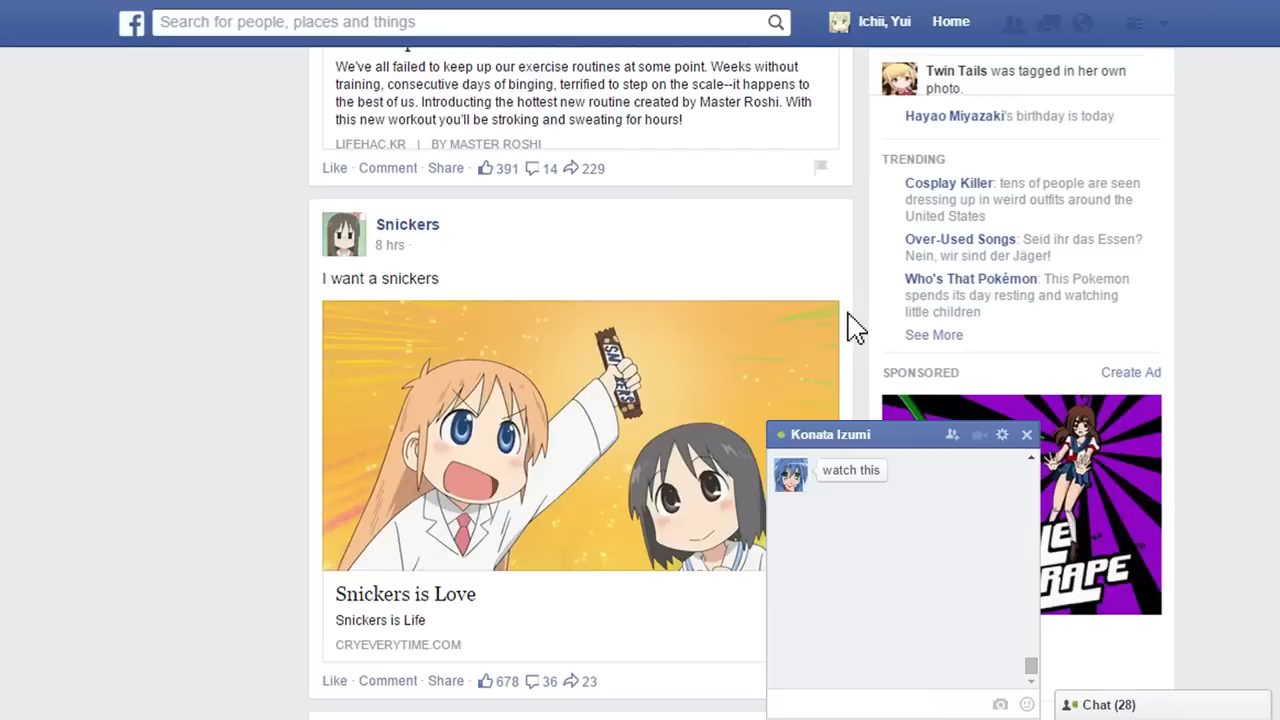 Search for people, places and things
Ichii, Yui
Home
We've all failed to keep up our exercise routines at some point. Weeks without
training, consecutive days of binging, terrified to step on the scale--it happens to
the best of us. Introducing the hottest new routine created by Master Roshi. With
this new workout you'll be stroking and sweating for hours!
LIFEHAC.KR | BY MASTER ROSHI
Like · Comment · Share · 391 14 229
Snickers
8 hrs ·
I want a snickers
Snickers is Love
Snickers is Life
CRYEVERYTIME.COM
Like · Comment · Share · 678 36 23
Twin Tails was tagged in her own
photo.
Hayao Miyazaki's birthday is today
TRENDING
Cosplay Killer: tens of people are seen
dressing up in weird outfits around the
United States
Over-Used Songs: Seid ihr das Essen?
Nein, wir sind der Jäger!
Who's That Pokémon: This Pokemon
spends its day resting and watching
little children
See More
SPONSORED
Create Ad
Konata Izumi
watch this
Chat (28)